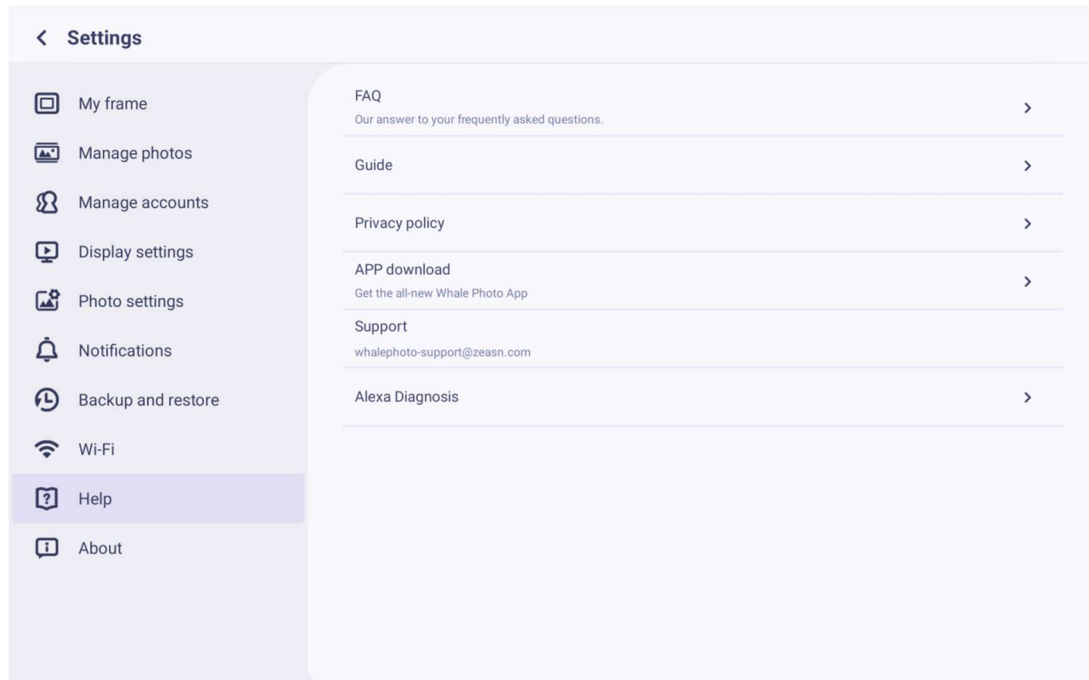 Settings
My frame
Manage photos
Manage accounts
Display settings
Photo settings
Notifications
Backup and restore
Wi-Fi
Help
About
FAQ
Our answer to your frequently asked questions.
Guide
Privacy policy
APP download
Get the all-new Whale Photo App
Support
whalephoto-support@zeasn.com
Alexa Diagnosis